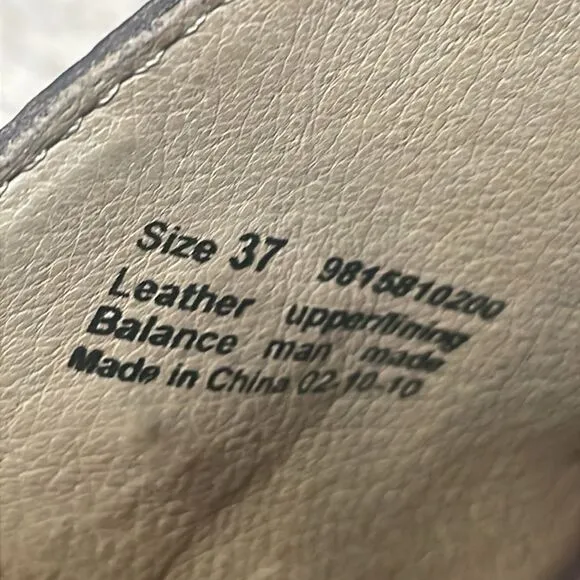 Size 37 9815810200
Leather upper/lining
Balance man made
Made in China 02-10-10